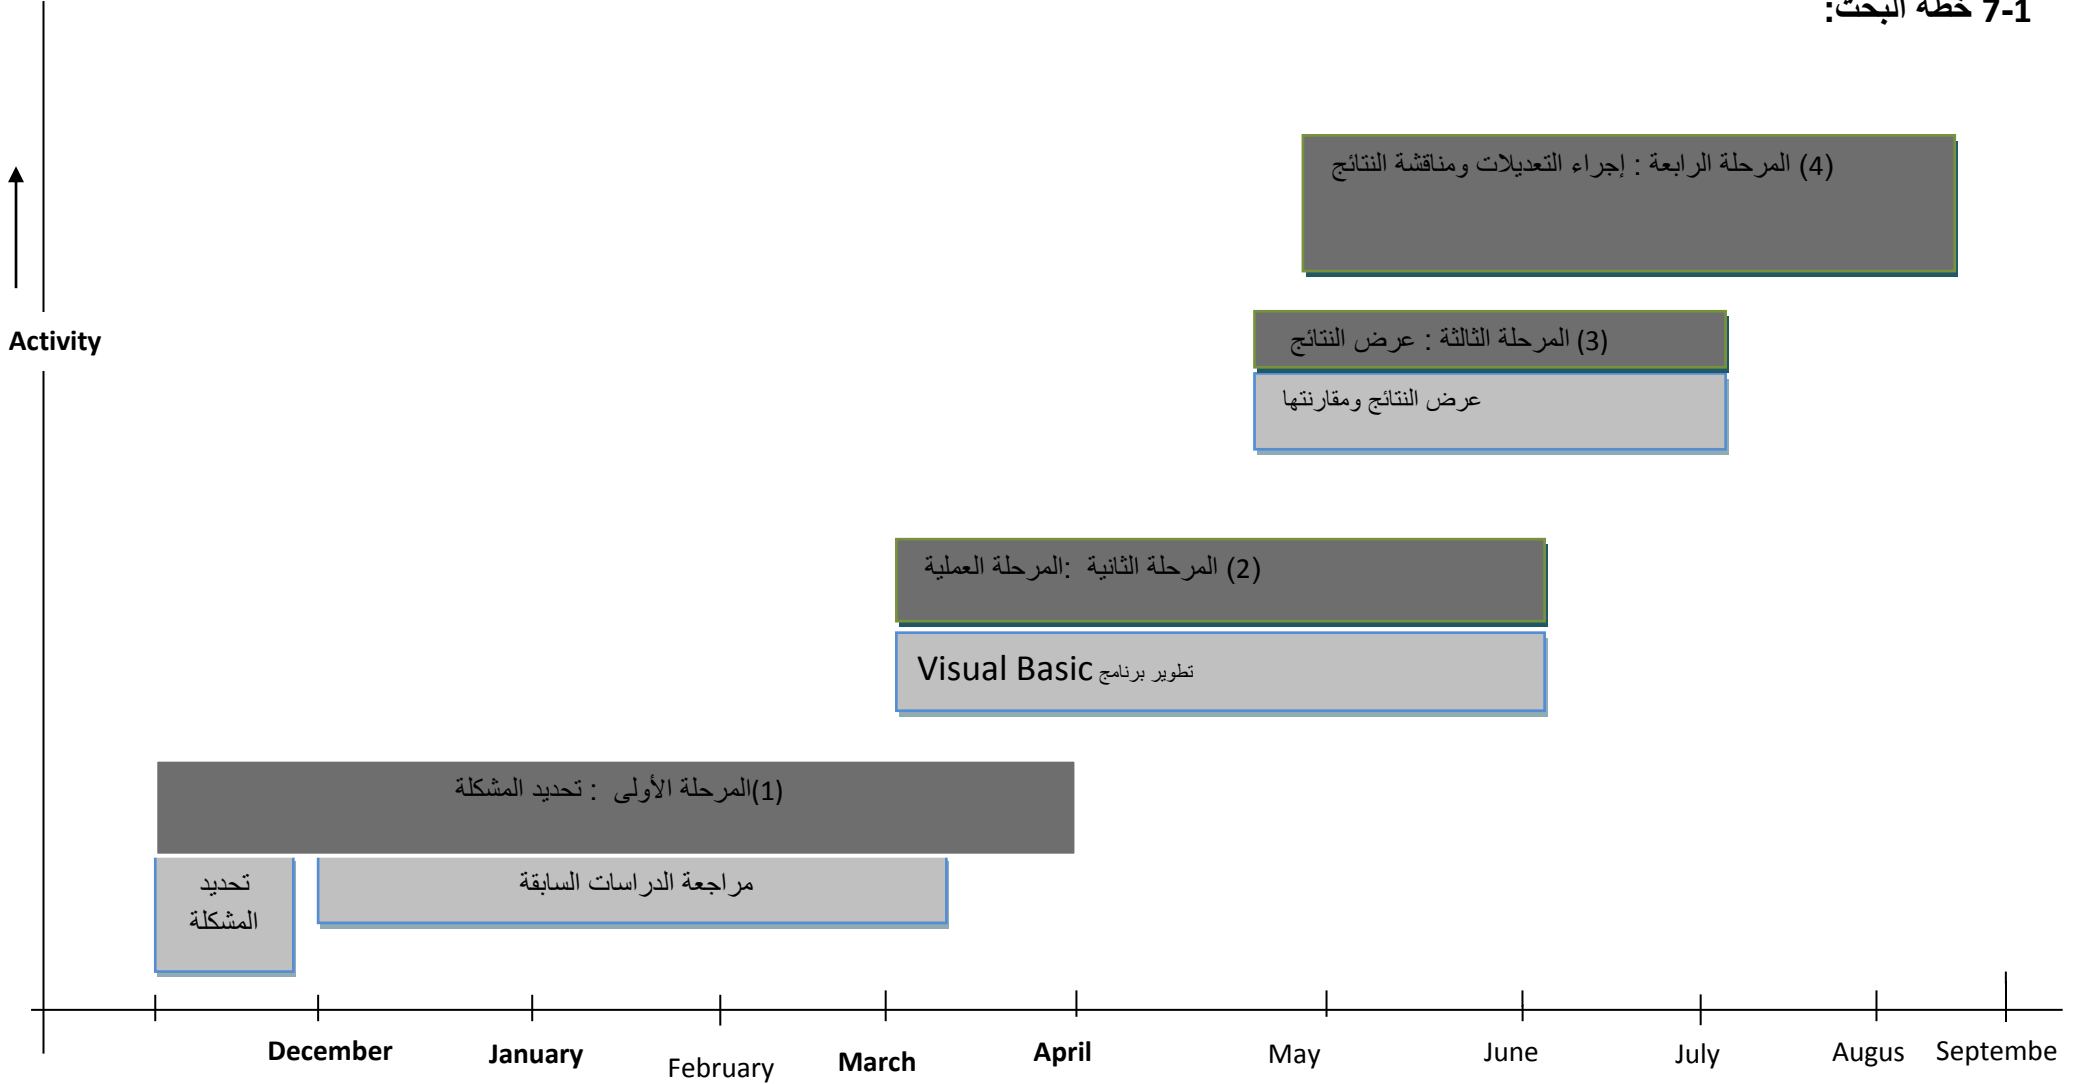 7-1 خطة البحث:
(4) المرحلة الرابعة : إجراء التعديلات ومناقشة النتائج
Activity
(3) المرحلة الثالثة : عرض النتائج
عرض النتائج ومقارنتها
(2) المرحلة الثانية :المرحلة العملية
تطوير برنامج Visual Basic
(1)المرحلة الأولى : تحديد المشكلة
تحديد
المشكلة
مراجعة الدراسات السابقة
December January February March April May June July Augus Septembe